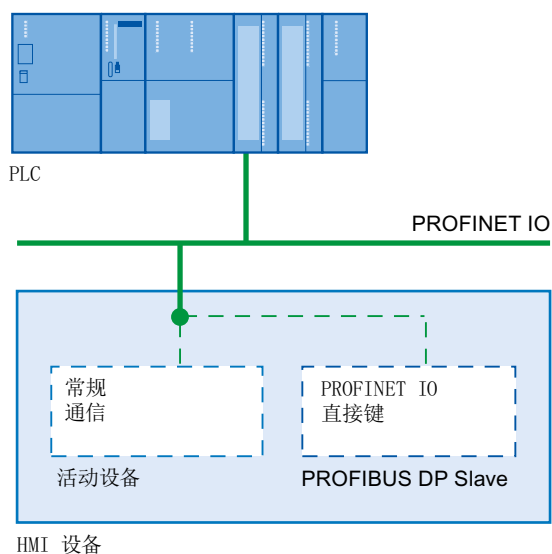 PLC
PROFINET IO
常规
通信
PROFINET IO
直接键
活动设备
PROFIBUS DP Slave
HMI 设备